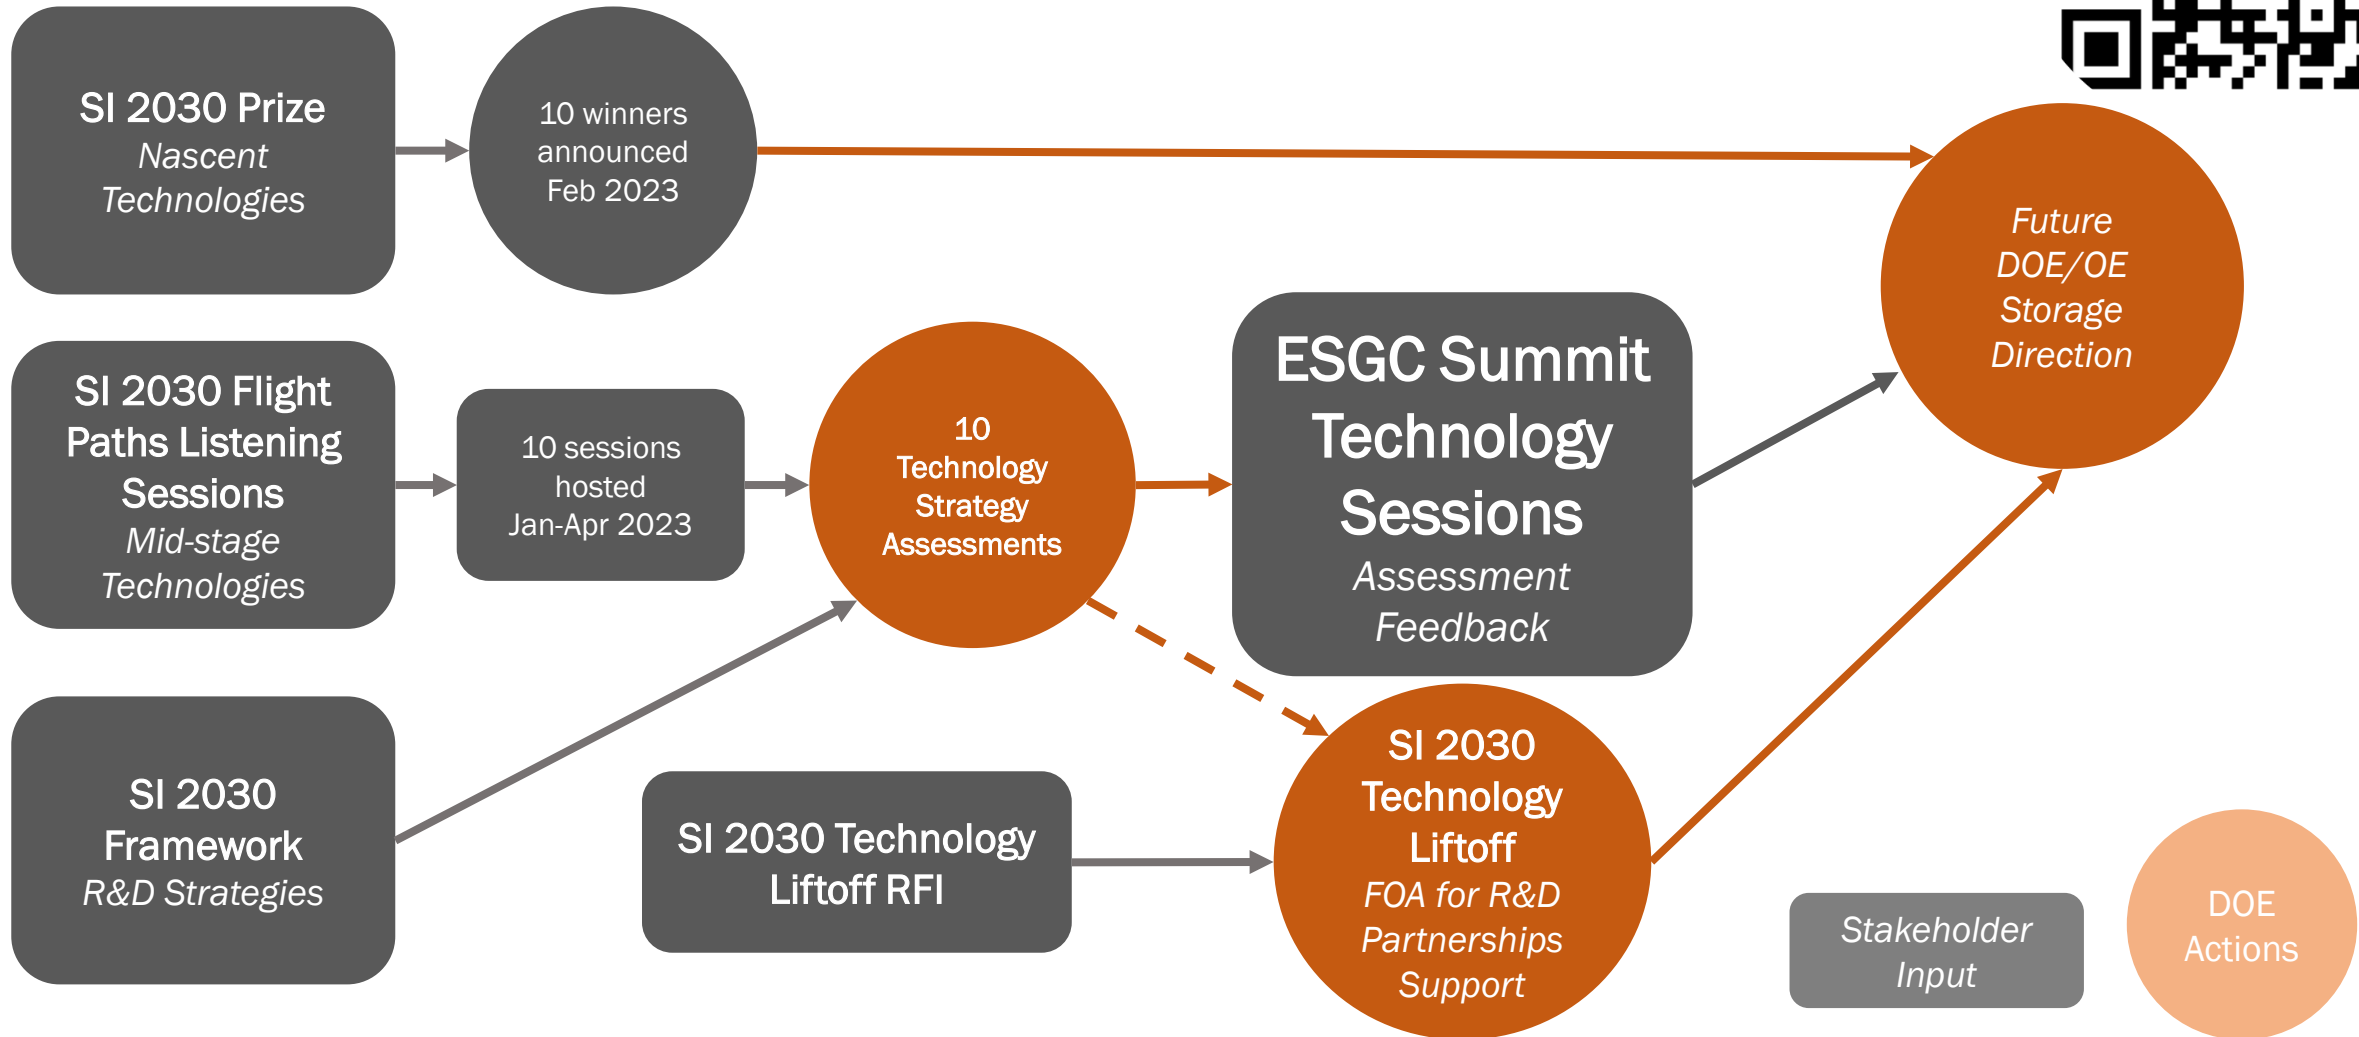 SI 2030 Prize
Nascent
Technologies
10 winners
announced
Feb 2023
Future
DOE/OE
Storage
Direction
SI 2030 Flight
Paths Listening
Sessions
Mid-stage
Technologies
10 sessions
hosted
Jan-Apr 2023
10
Technology
Strategy
Assessments
ESGC Summit
Technology
Sessions
Assessment
Feedback
SI 2030
Framework
R&D Strategies
SI 2030 Technology
Liftoff RFI
SI 2030
Technology
Liftoff
FOA for R&D
Partnerships
Support
Stakeholder
Input
DOE
Actions